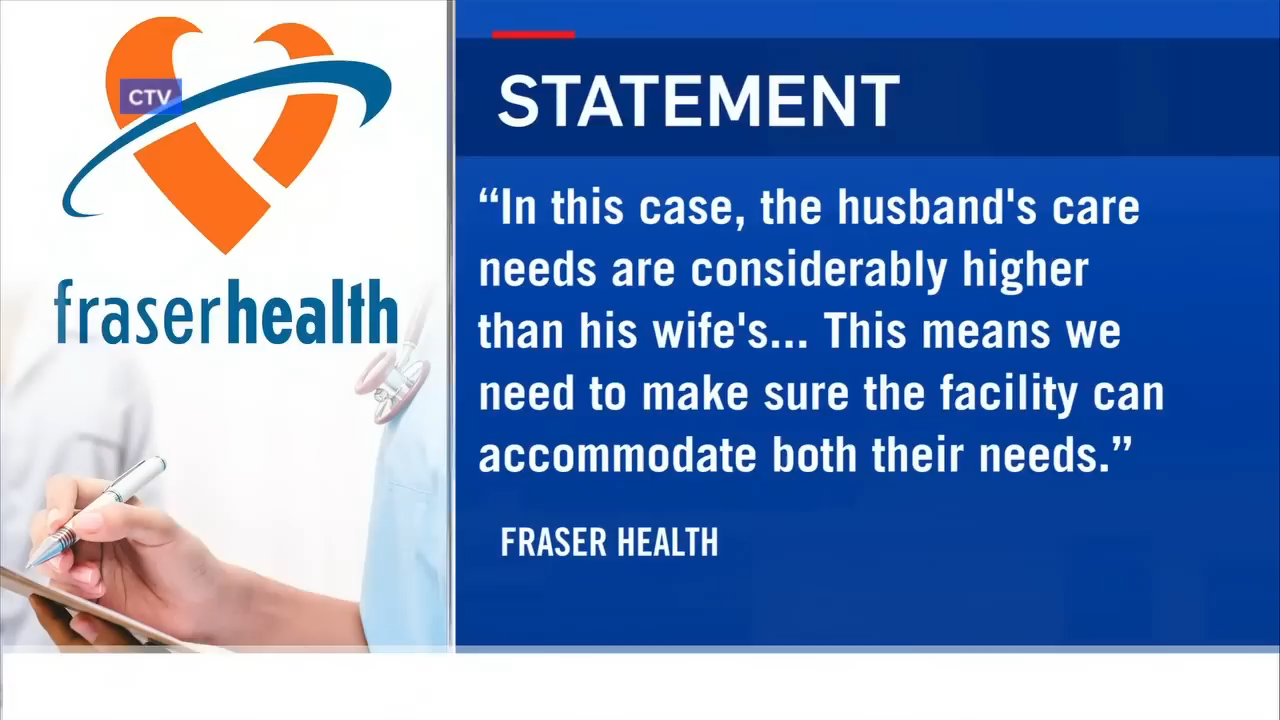 CTV
fraserhealth
STATEMENT
“In this case, the husband's care
needs are considerably higher
than his wife's... This means we
need to make sure the facility can
accommodate both their needs.”
FRASER HEALTH